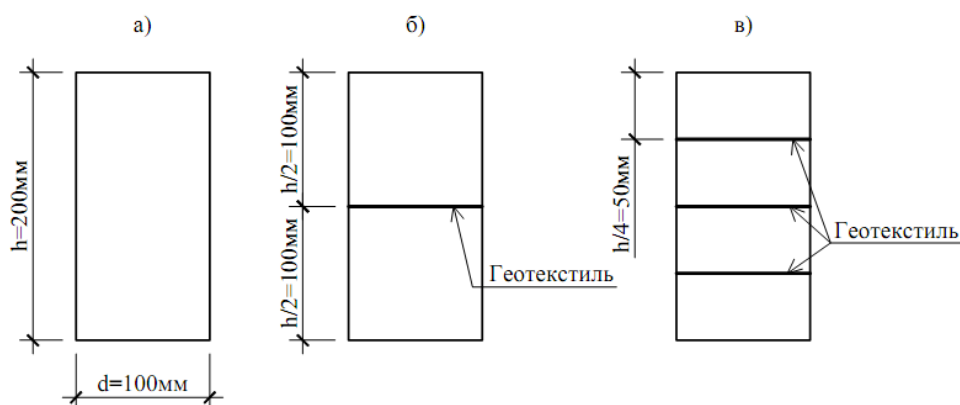 а)
б)
в)
h=200мм
h/2=100мм
h/2=100мм
h/4=50мм
Геотекстиль
Геотекстиль
d=100мм